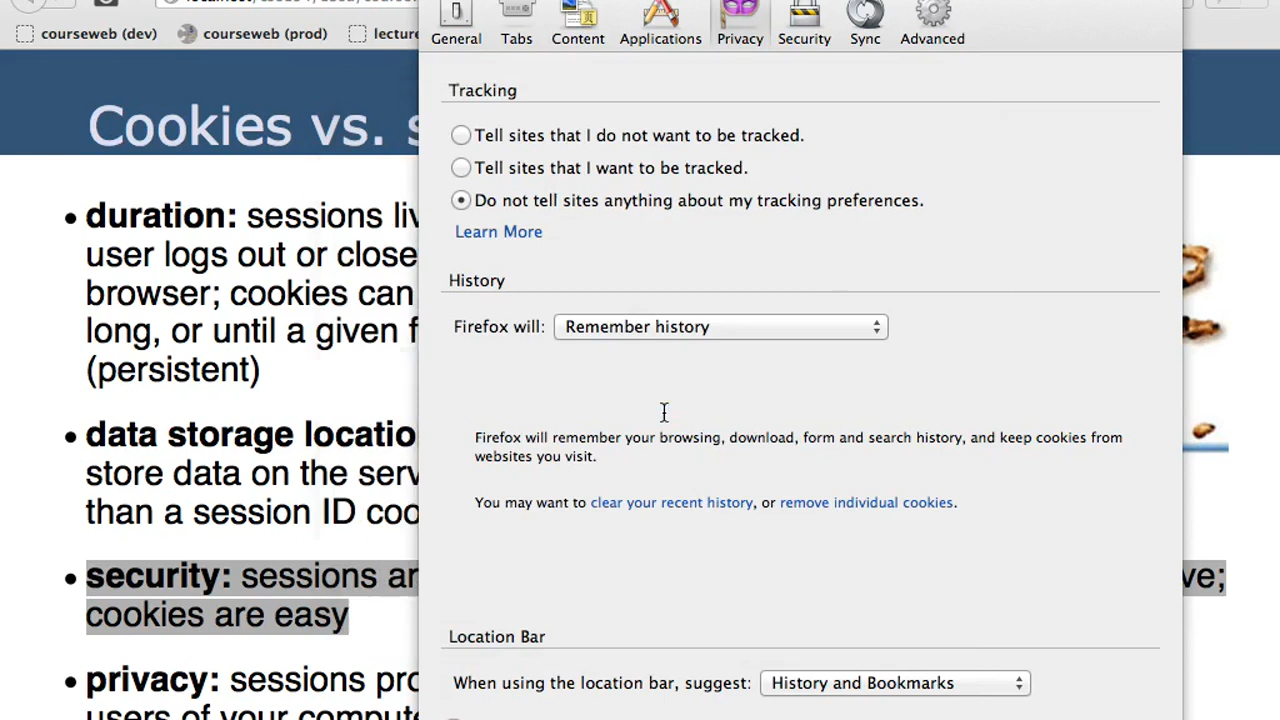 courseweb (dev)
courseweb (prod)
General
Tabs
Content
Applications
Privacy
Security
Sync
Advanced
Cookies vs.
Tracking
Tell sites that I do not want to be tracked.
Tell sites that I want to be tracked.
Do not tell sites anything about my tracking preferences.
Learn More
History
Firefox will: Remember history
Firefox will remember your browsing, download, form and search history, and keep cookies from
websites you visit.
You may want to clear your recent history, or remove individual cookies.
Location Bar
When using the location bar, suggest: History and Bookmarks
• duration: sessions
user logs out or close
browser; cookies can
long, or until a given
(persistent)
• data storage locatio
store data on the serv
than a session ID coo
• security: sessions ar
ve;
cookies are easy
• privacy: sessions pro
users of your compute